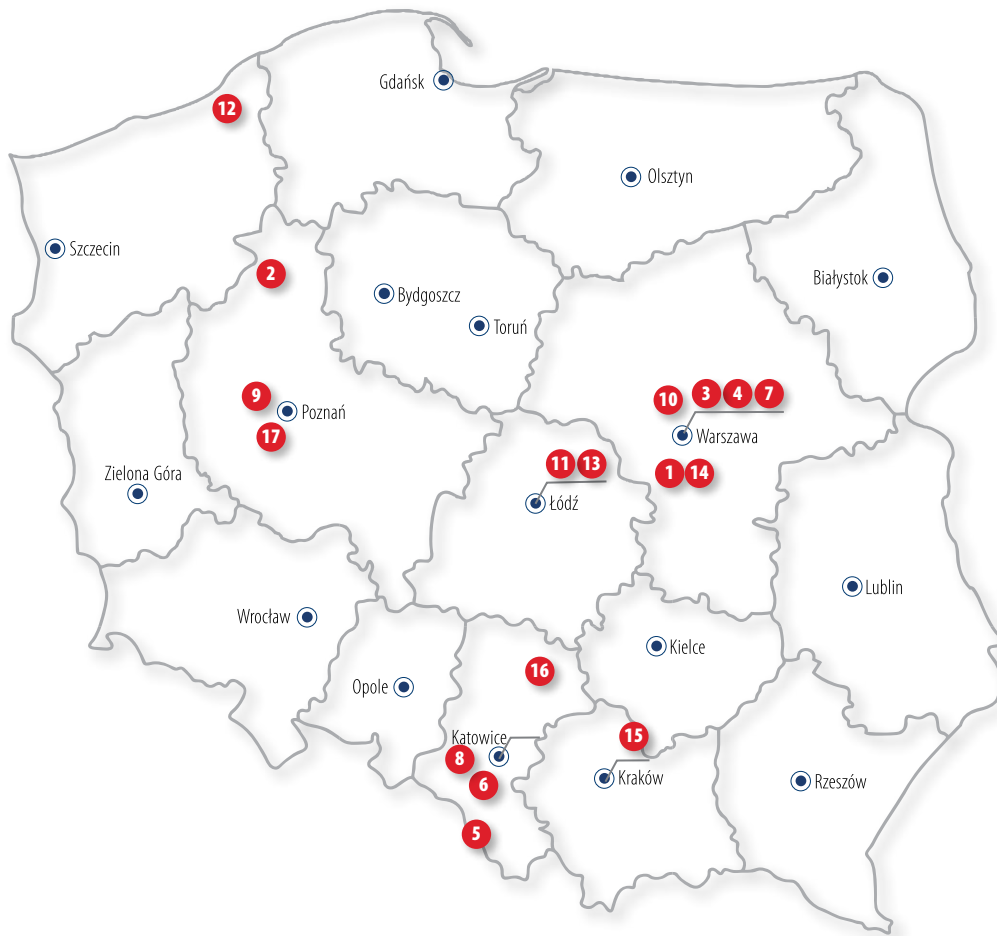 Gdańsk
12
Olsztyn
Szczecin
2
Białystok
Bydgoszcz
Toruń
9
Poznań
17
10
3 4 7
Warszawa
Zielona Góra
11 13
1 14
Łódź
Lublin
Wrocław
Kielce
16
Opole
Katowice
15
8
6
Kraków
Rzeszów
5